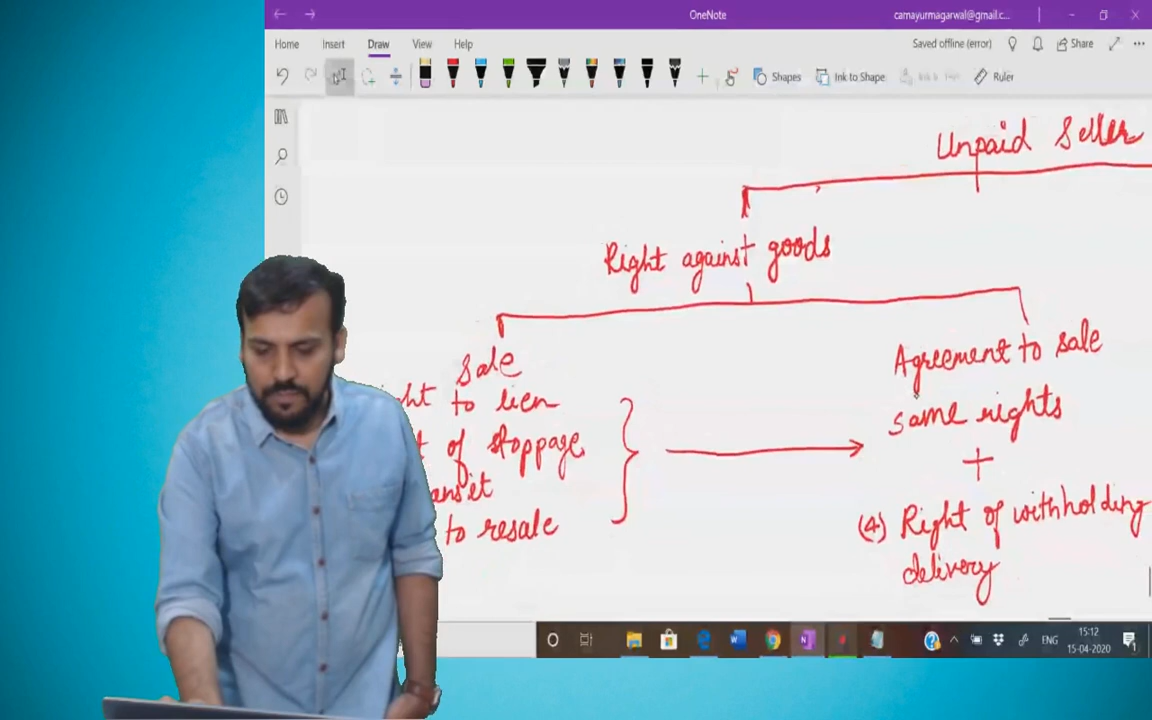 OneNote
camayurmagarwal@gmail.c...
Home Insert Draw View Help
Saved offline (error)
Share
Shapes
Ink to Shape
Ruler
Unpaid Seller
Right against goods
Sale
to lien
of stoppage
to resale
Agreement to sale
same rights
+
(4) Right of withholding
delivery
ENG
15:12
15-04-2020